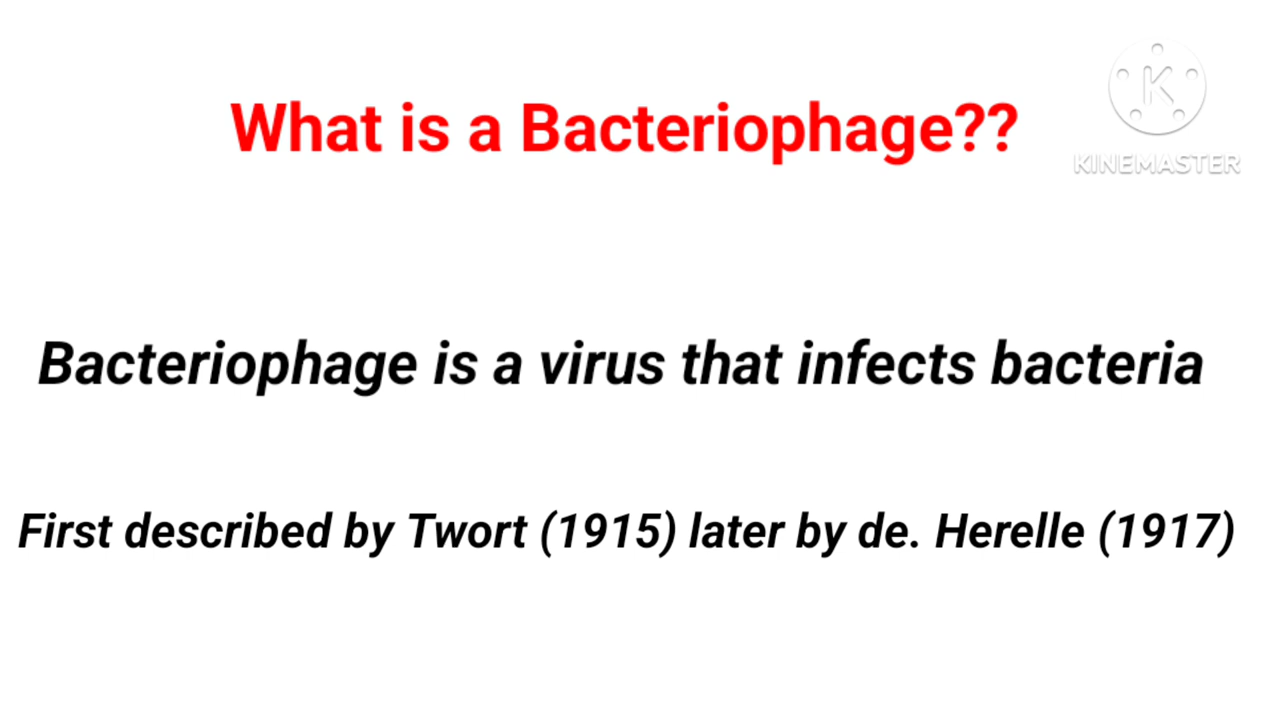 What is a Bacteriophage??
K
KINEMASTER
Bacteriophage is a virus that infects bacteria
First described by Twort (1915) later by de. Herelle (1917)